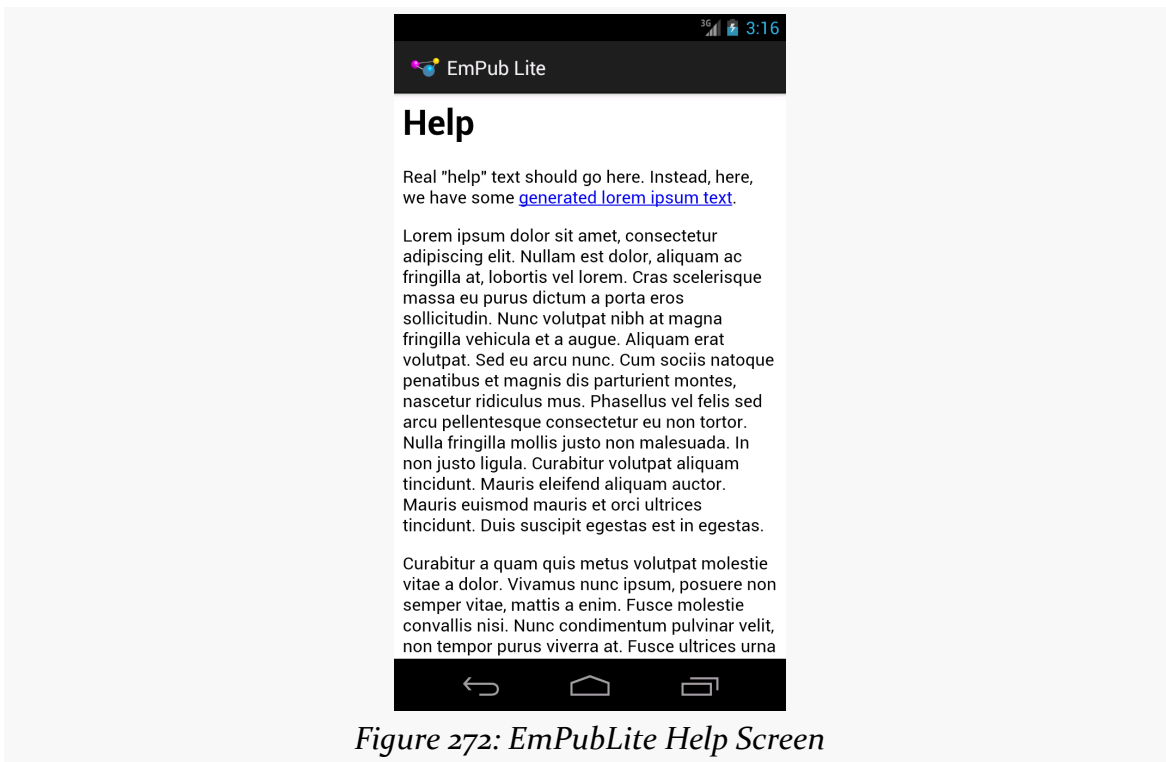 3G 3:16
EmPub Lite
Help
Real "help" text should go here. Instead, here,
we have some generated lorem ipsum text.
Lorem ipsum dolor sit amet, consectetur
adipiscing elit. Nullam est dolor, aliquam ac
fringilla at, lobortis vel lorem. Cras scelerisque
massa eu purus dictum a porta eros
sollicitudin. Nunc volutpat nibh at magna
fringilla vehicula et a augue. Aliquam erat
volutpat. Sed eu arcu nunc. Cum sociis natoque
penatibus et magnis dis parturient montes,
nascetur ridiculus mus. Phasellus vel felis sed
arcu pellentesque consectetur eu non tortor.
Nulla fringilla mollis justo non malesuada. In
non justo ligula. Curabitur volutpat aliquam
tincidunt. Mauris eleifend aliquam auctor.
Mauris euismod mauris et orci ultrices
tincidunt. Duis suscipit egestas est in egestas.
Curabitur a quam quis metus volutpat molestie
vitae a dolor. Vivamus nunc ipsum, posuere non
semper vitae, mattis a enim. Fusce molestie
convallis nisi. Nunc condimentum pulvinar velit,
non tempor purus viverra at. Fusce ultrices urna
Figure 272: EmPubLite Help Screen